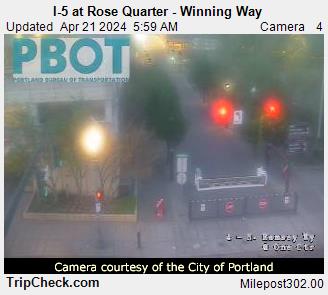 I-5 at Rose Quarter - Winning Way
Updated Apr 21 2024 5:59 AM Camera 4
PBOT
PORTLAND BUREAU OF TRANSPORTATION
Camera courtesy of the City of Portland
TripCheck.com Milepost302.00